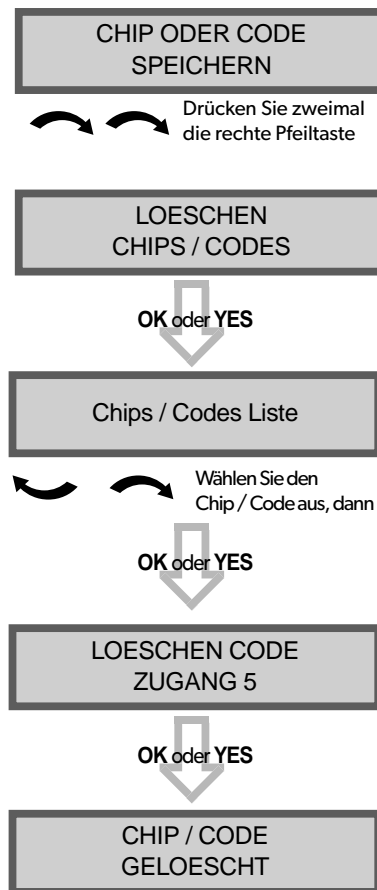 CHIP ODER CODE
SPEICHERN
Drücken Sie zweimal
die rechte Pfeiltaste
LOESCHEN
CHIPS / CODES
OK oder YES
Chips / Codes Liste
Wählen Sie den
Chip / Code aus, dann
OK oder YES
LOESCHEN CODE
ZUGANG 5
OK oder YES
CHIP / CODE
GELOESCHT